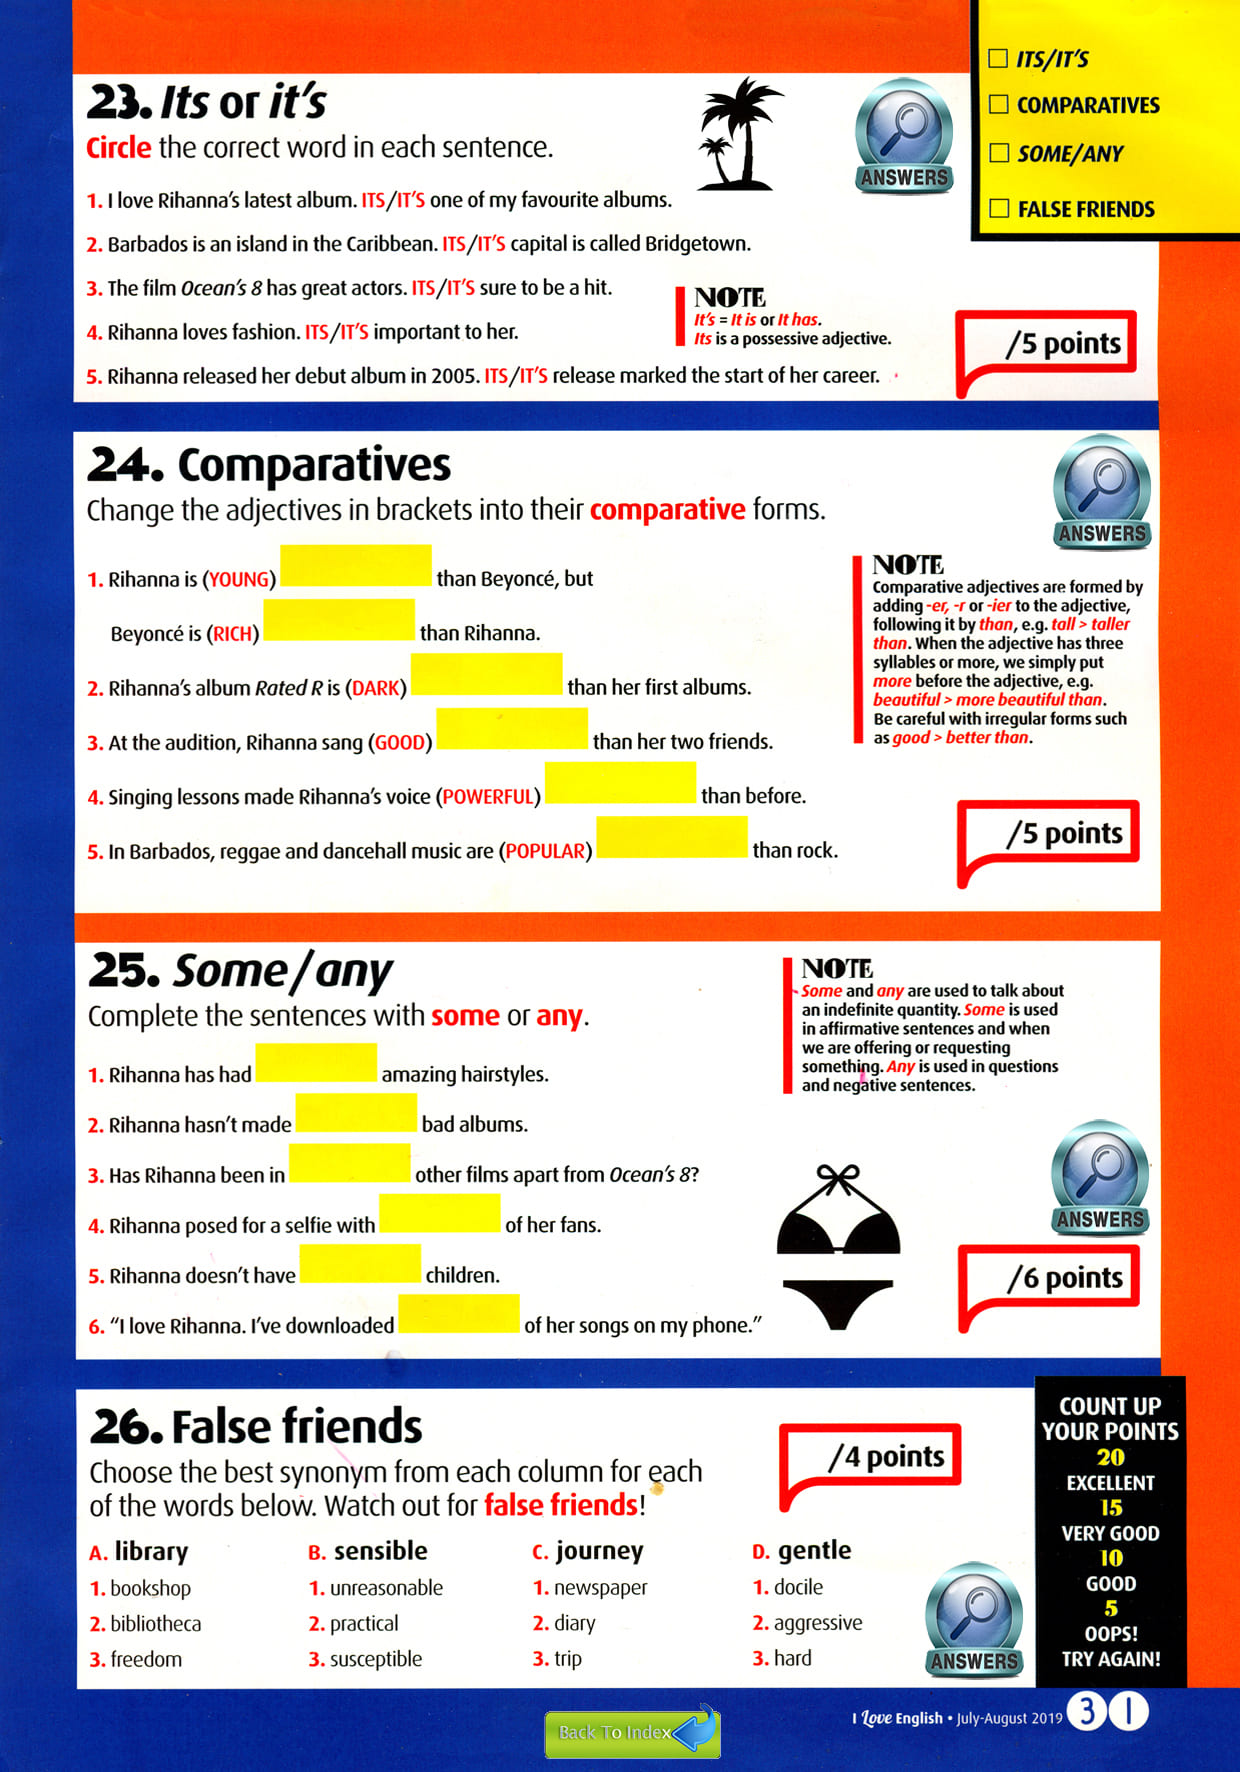 ITS/IT'S
COMPARATIVES
SOME/ANY
FALSE FRIENDS
23. Its or it's
Circle the correct word in each sentence.
ANSWERS
1. I love Rihanna's latest album. ITS/IT'S one of my favourite albums.
2. Barbados is an island in the Caribbean. ITS/IT'S capital is called Bridgetown.
3. The film Ocean's 8 has great actors. ITS/IT'S sure to be a hit.
4. Rihanna loves fashion. ITS/IT'S important to her.
5. Rihanna released her debut album in 2005. ITS/IT'S release marked the start of her career.
NOTE
It's = It is or It has.
Its is a possessive adjective.
/5 points
24. Comparatives
Change the adjectives in brackets into their comparative forms.
ANSWERS
1. Rihanna is (YOUNG) than Beyoncé, but
Beyoncé is (RICH) than Rihanna.
2. Rihanna's album Rated R is (DARK) than her first albums.
3. At the audition, Rihanna sang (GOOD) than her two friends.
4. Singing lessons made Rihanna's voice (POWERFUL) than before.
5. In Barbados, reggae and dancehall music are (POPULAR) than rock.
NOTE
Comparative adjectives are formed by
adding -er, -r or -ier to the adjective,
following it by than, e.g. tall > taller
than. When the adjective has three
syllables or more, we simply put
more before the adjective, e.g.
beautiful > more beautiful than.
Be careful with irregular forms such
as good > better than.
/5 points
25. Some/any
Complete the sentences with some or any.
1. Rihanna has had amazing hairstyles.
2. Rihanna hasn't made bad albums.
3. Has Rihanna been in other films apart from Ocean's 8?
4. Rihanna posed for a selfie with of her fans.
5. Rihanna doesn't have children.
6. "I love Rihanna. I've downloaded of her songs on my phone."
NOTE
Some and any are used to talk about
an indefinite quantity. Some is used
in affirmative sentences and when
we are offering or requesting
something. Any is used in questions
and negative sentences.
ANSWERS
/6 points
26. False friends
Choose the best synonym from each column for each
of the words below. Watch out for false friends!
/4 points
A. library
1. bookshop
2. bibliotheca
3. freedom
B. sensible
1. unreasonable
2. practical
3. susceptible
C. journey
1. newspaper
2. diary
3. trip
D. gentle
1. docile
2. aggressive
3. hard
ANSWERS
COUNT UP
YOUR POINTS
20
EXCELLENT
15
VERY GOOD
10
GOOD
5
OOPS!
TRY AGAIN!
I Love English • July-August 2019 31
Back To Index